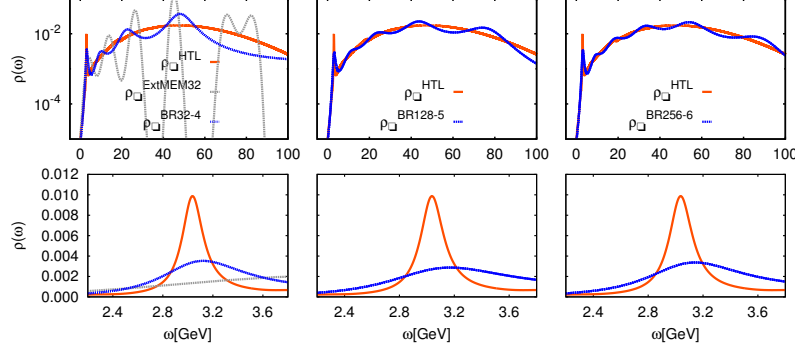 10⁻²
10⁻⁴
ρ(ω)
ρ□ HTL
ρ□ ExtMEM32
ρ□ BR32-4
0 20 40 60 80 100
ρ□ HTL
ρ□ BR128-5
0 20 40 60 80 100
ρ□ HTL
ρ□ BR256-6
0 20 40 60 80 100
0.012
0.010
0.008
0.006
0.004
0.002
0.000
ρ(ω)
2.4 2.8 3.2 3.6
ω[GeV]
2.4 2.8 3.2 3.6
ω[GeV]
2.4 2.8 3.2 3.6
ω[GeV]